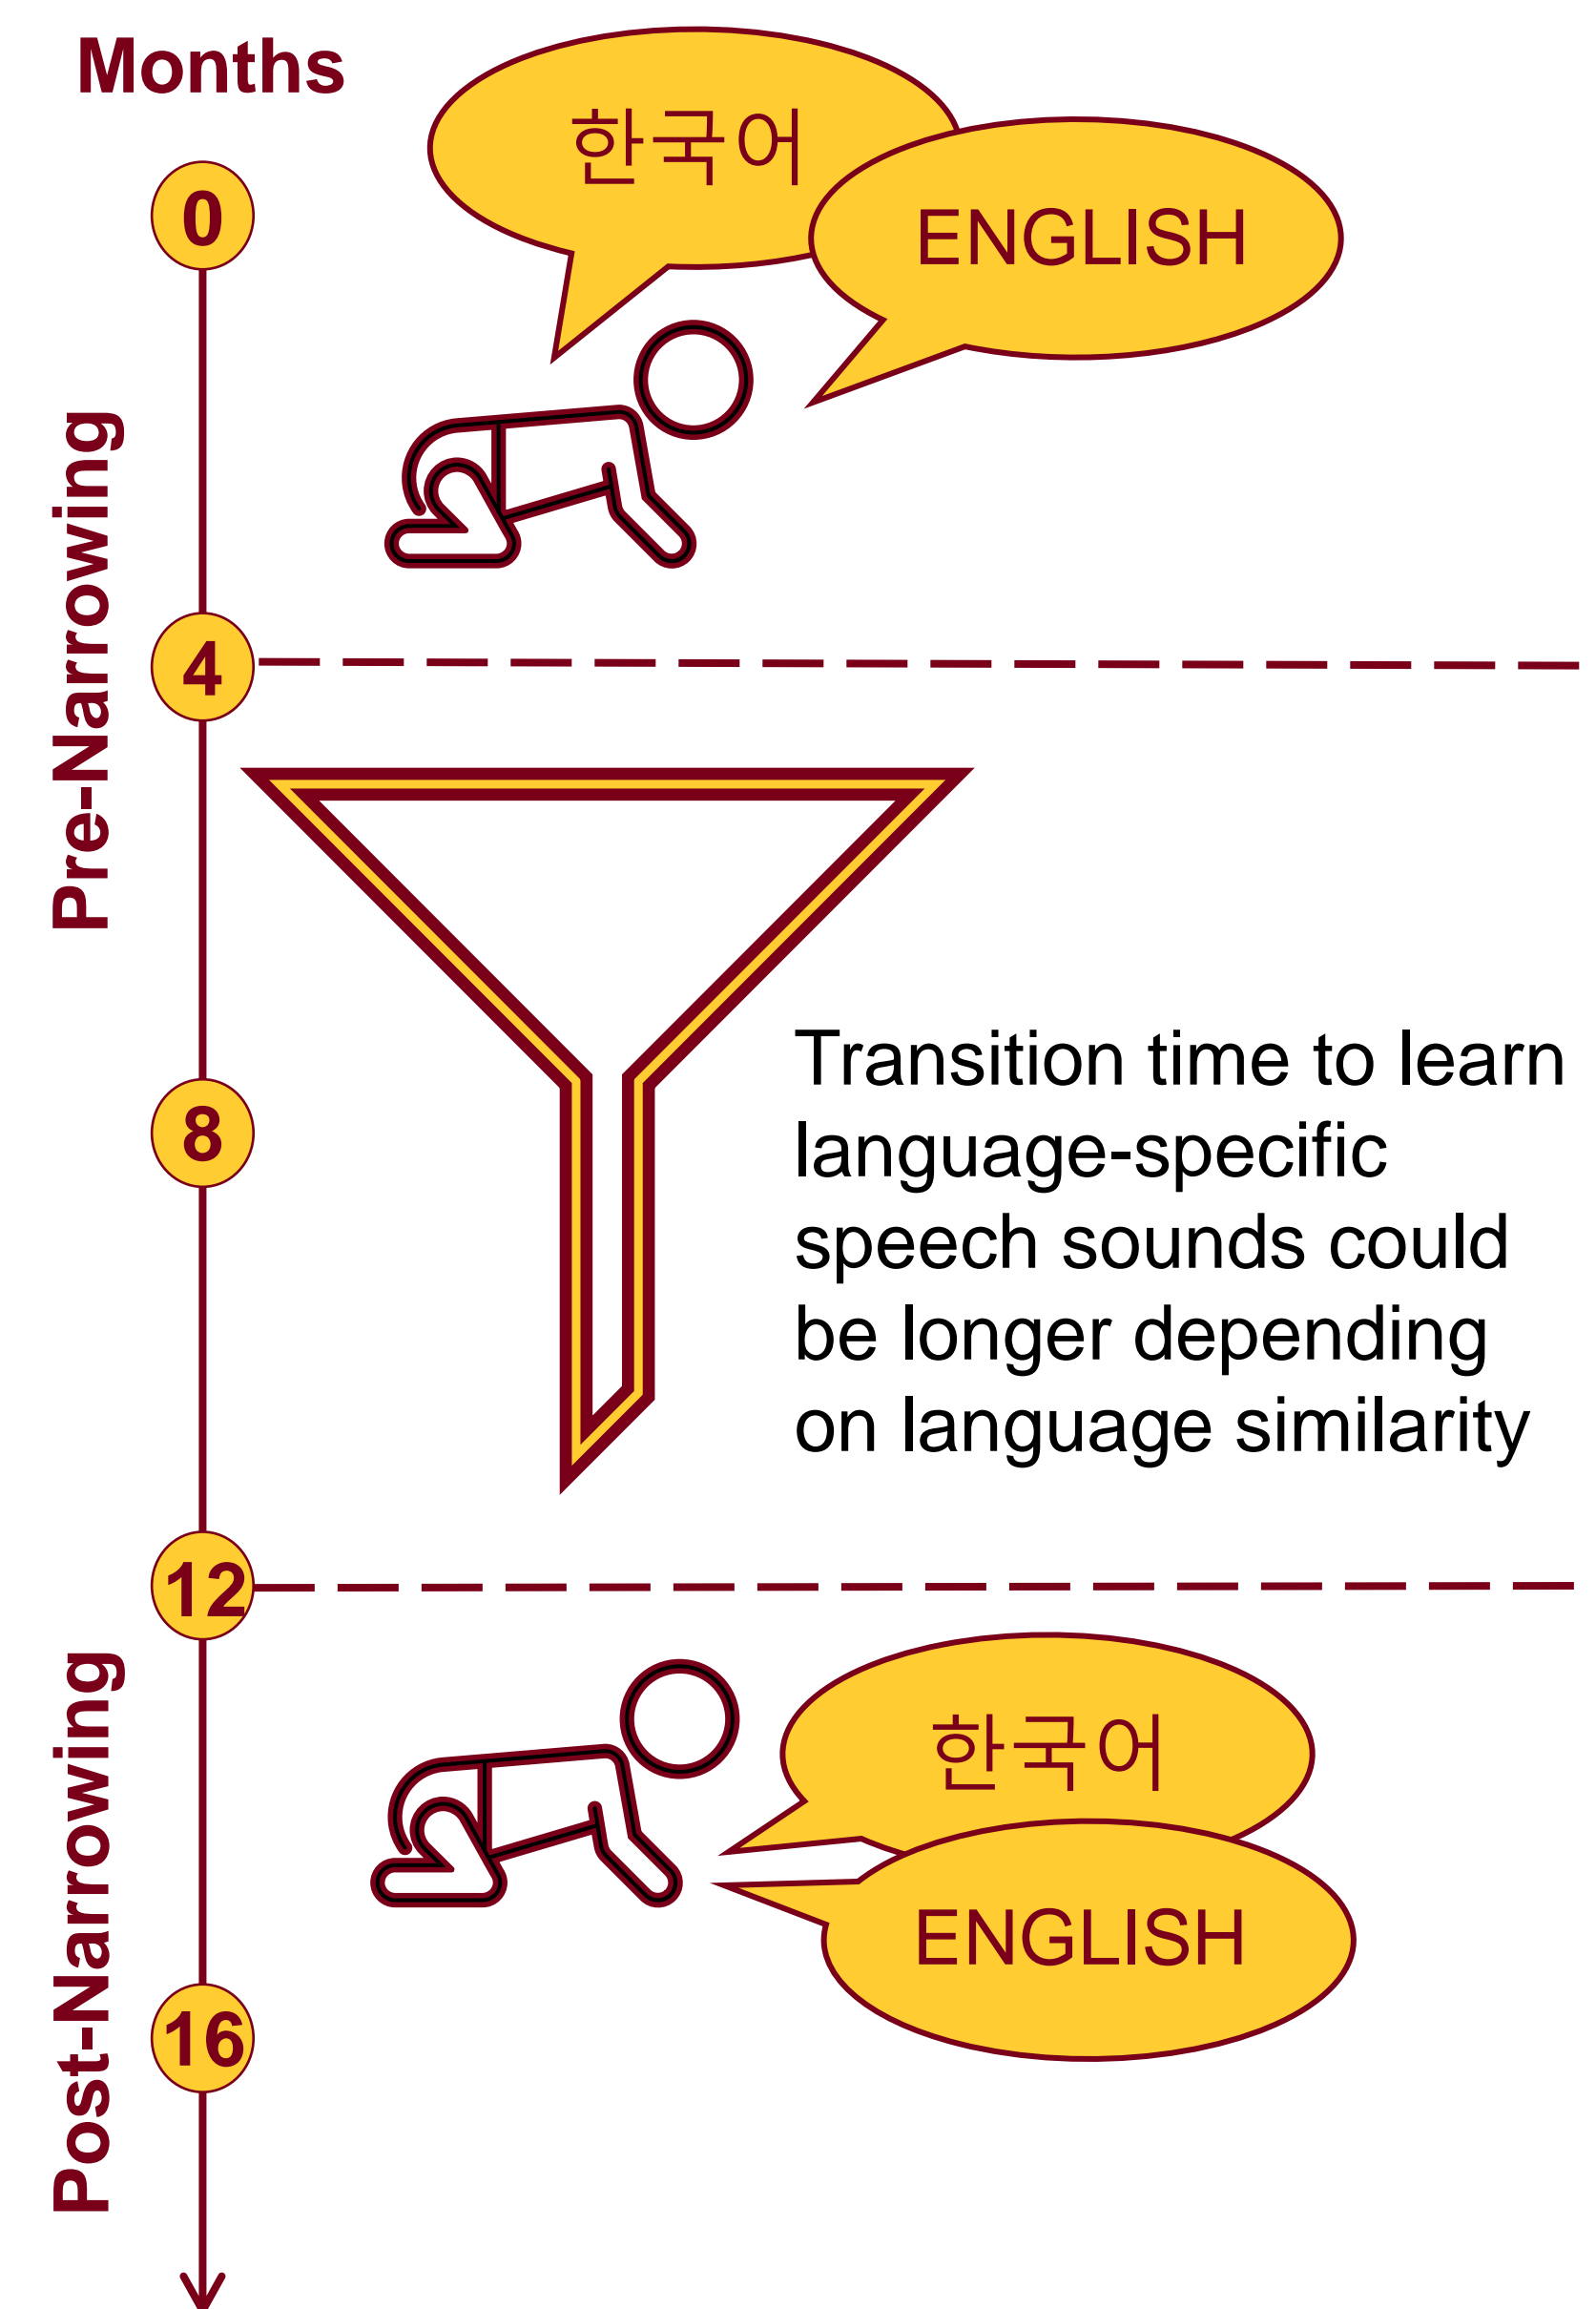 Months
0
한국어
ENGLISH
Pre-Narrowing
4
8
Transition time to learn
language-specific
speech sounds could
be longer depending
on language similarity
12
Post-Narrowing
한국어
ENGLISH
16